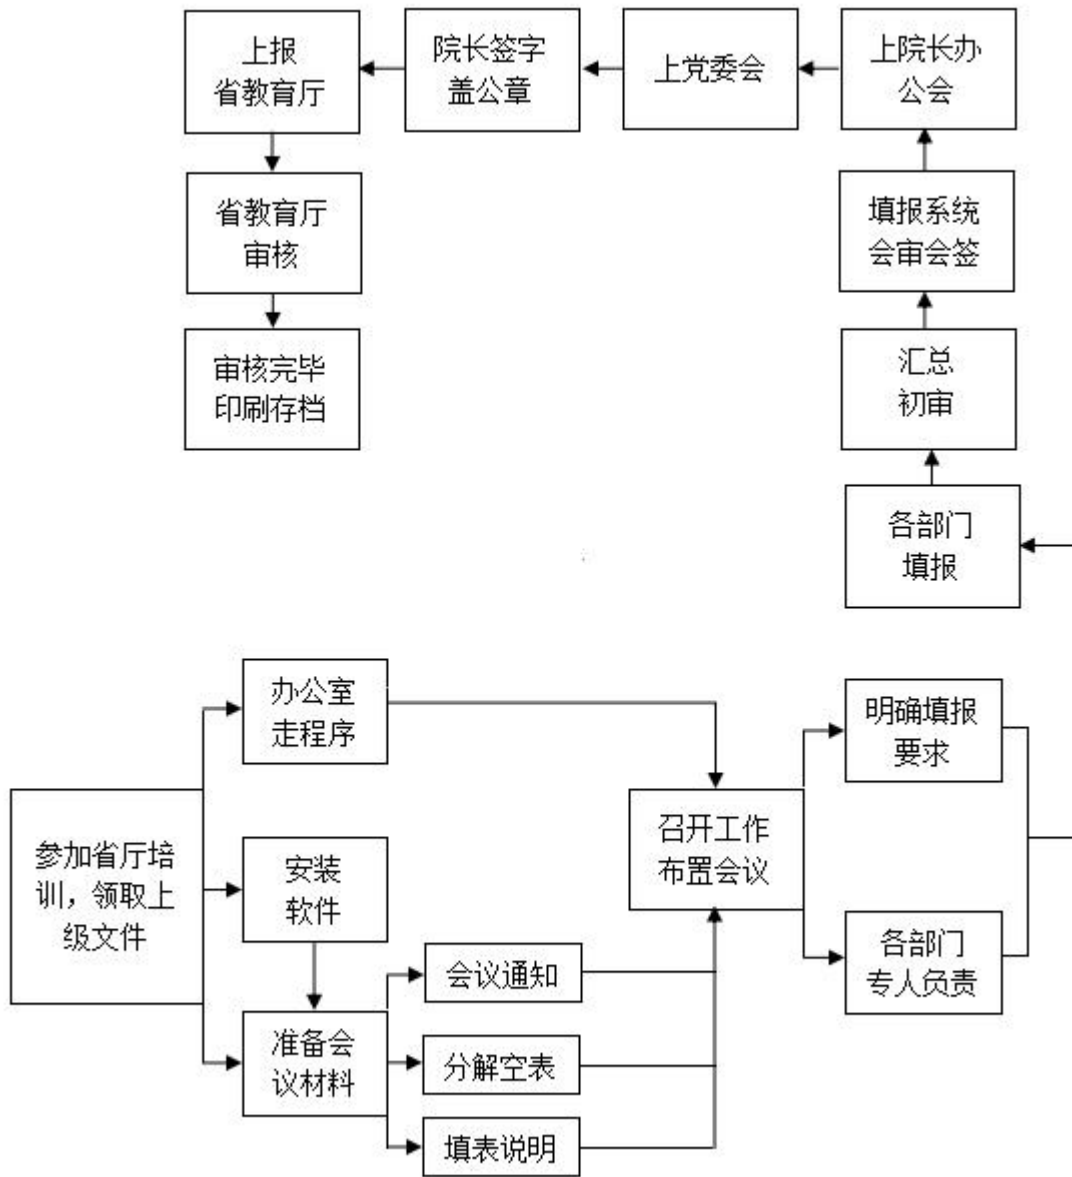 上报
省教育厅
院长签字
盖公章
上党委会
上院长办
公会
省教育厅
审核
填报系统
会审会签
审核完毕
印刷存档
汇总
初审
各部门
填报
办公室
走程序
明确填报
要求
参加省厅培
训，领取上
级文件
安装
软件
召开工作
布置会议
各部门
专人负责
会议通知
准备会
议材料
分解空表
填表说明